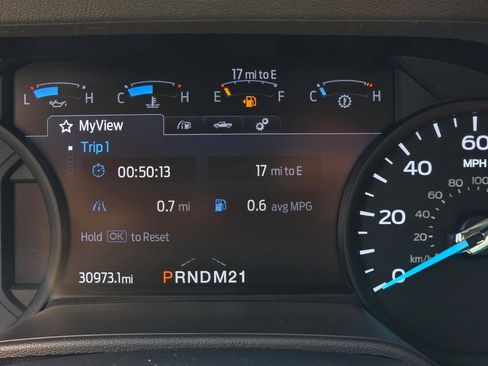 17 mi to E
L H C H E F C H
MyView
Trip 1
00:50:13 17 mi to E
0.7 mi 0.6 avg MPG
Hold OK to Reset
30973.1mi PRNDM21
60
MPH
100
40
80
60
20
40
20
km/h
0